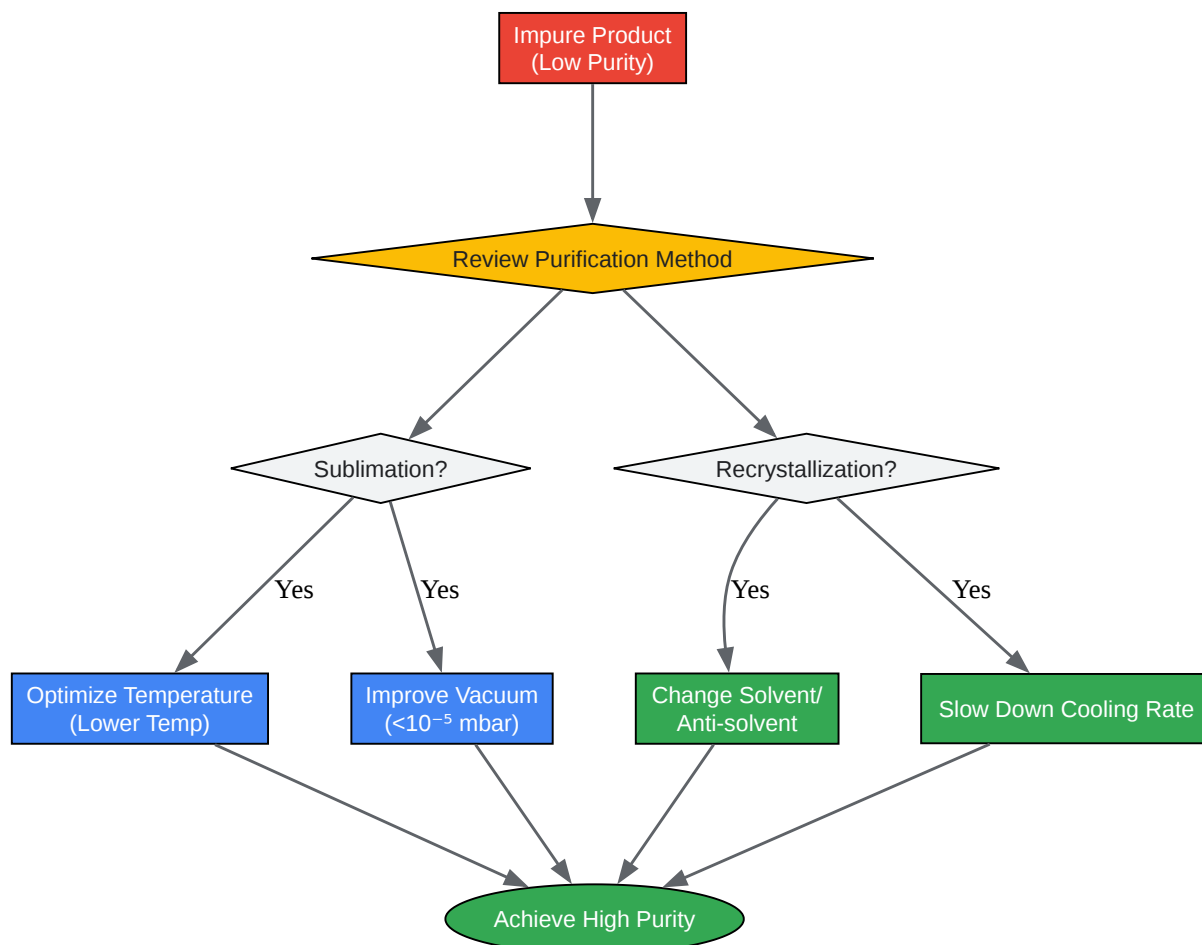 Impure Product
(Low Purity)
Review Purification Method
Sublimation?
Recrystallization?
Yes
Yes
Yes
Yes
Optimize Temperature
(Lower Temp)
Improve Vacuum
(<10⁻⁵ mbar)
Change Solvent/
Anti-solvent
Slow Down Cooling Rate
Achieve High Purity